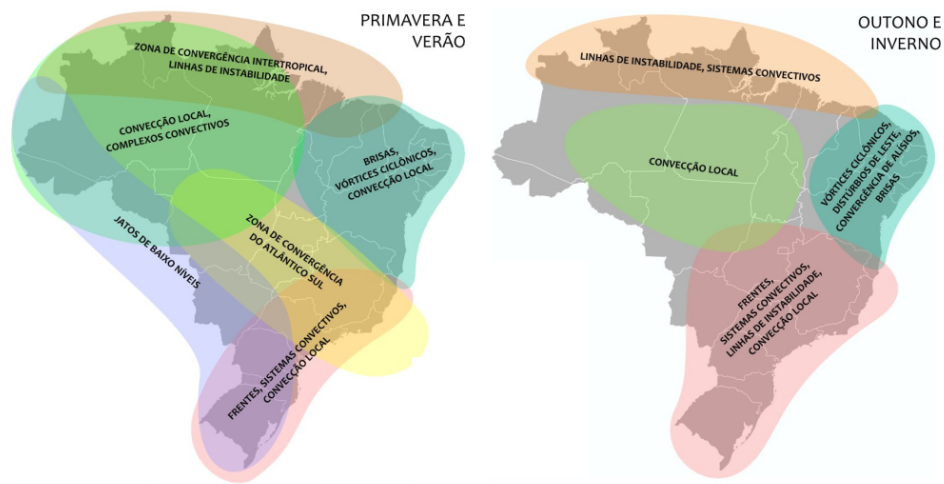 PRIMAVERA E
VERÃO
ZONA DE CONVERGÊNCIA INTERTROPICAL,
LINHAS DE INSTABILIDADE
CONVECÇÃO LOCAL,
COMPLEXOS CONVECTIVOS
BRISAS,
VÓRTICES CICLÔNICOS,
CONVECÇÃO LOCAL
JATOS DE BAIXO NÍVEIS
ZONA DE CONVERGÊNCIA
DO ATLÂNTICO SUL
FRENTES, SISTEMAS CONVECTIVOS,
CONVECÇÃO LOCAL
OUTONO E
INVERNO
LINHAS DE INSTABILIDADE, SISTEMAS CONVECTIVOS
CONVECÇÃO LOCAL
VÓRTICES CICLÔNICOS,
DISTÚRBIOS DE LESTE,
CONVERGÊNCIA DE ALÍSIOS,
BRISAS
FRENTES,
SISTEMAS CONVECTIVOS,
LINHAS DE INSTABILIDADE,
CONVECÇÃO LOCAL